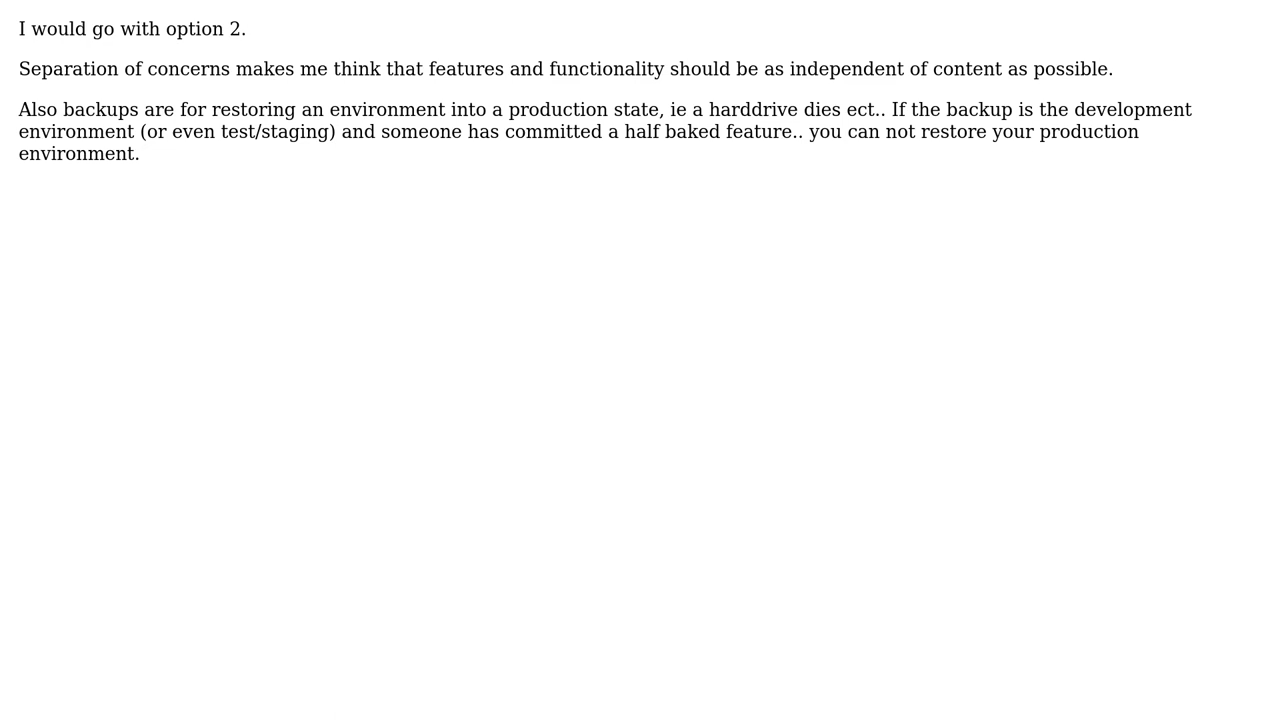 I would go with option 2.
Separation of concerns makes me think that features and functionality should be as independent of content as possible.
Also backups are for restoring an environment into a production state, ie a harddrive dies ect.. If the backup is the development
environment (or even test/staging) and someone has committed a half baked feature.. you can not restore your production
environment.